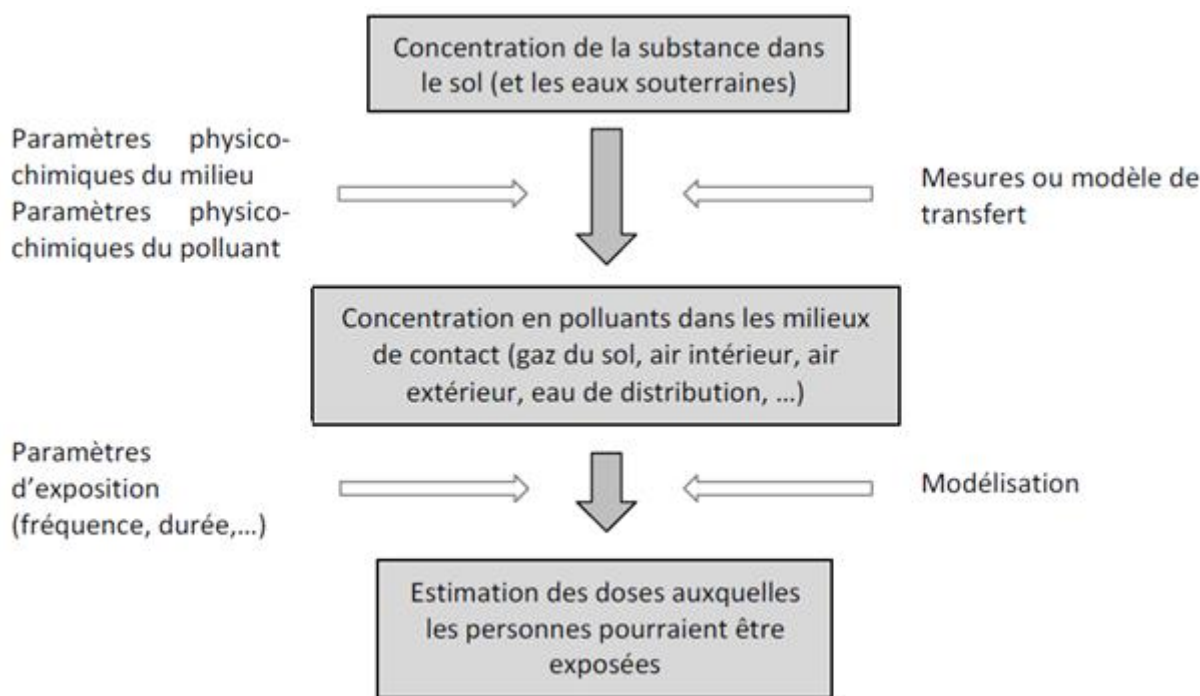 Concentration de la substance dans
le sol (et les eaux souterraines)
Paramètres physico-
chimiques du milieu
Paramètres physico-
chimiques du polluant
Mesures ou modèle de
transfert
Concentration en polluants dans les milieux
de contact (gaz du sol, air intérieur, air
extérieur, eau de distribution, ...)
Paramètres
d'exposition
(fréquence, durée,...)
Modélisation
Estimation des doses auxquelles
les personnes pourraient être
exposées